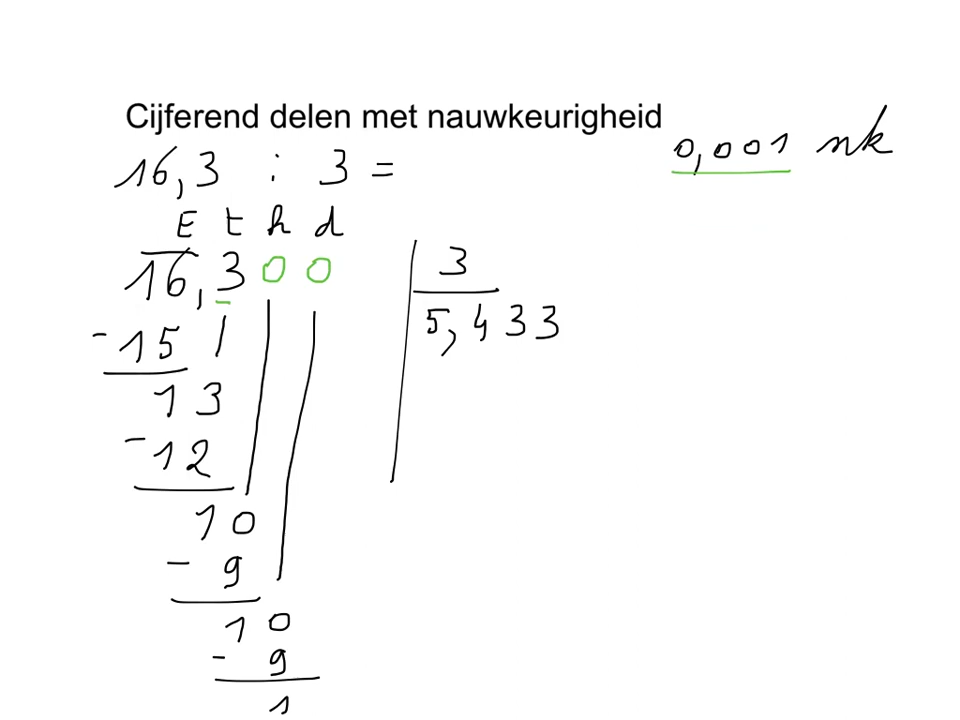 Cijferend delen met nauwkeurigheid
0,001 nk
16,3 : 3 =
E t h d
16,300 3
5,433
-15
13
-12
10
- 9
10
- 9
1